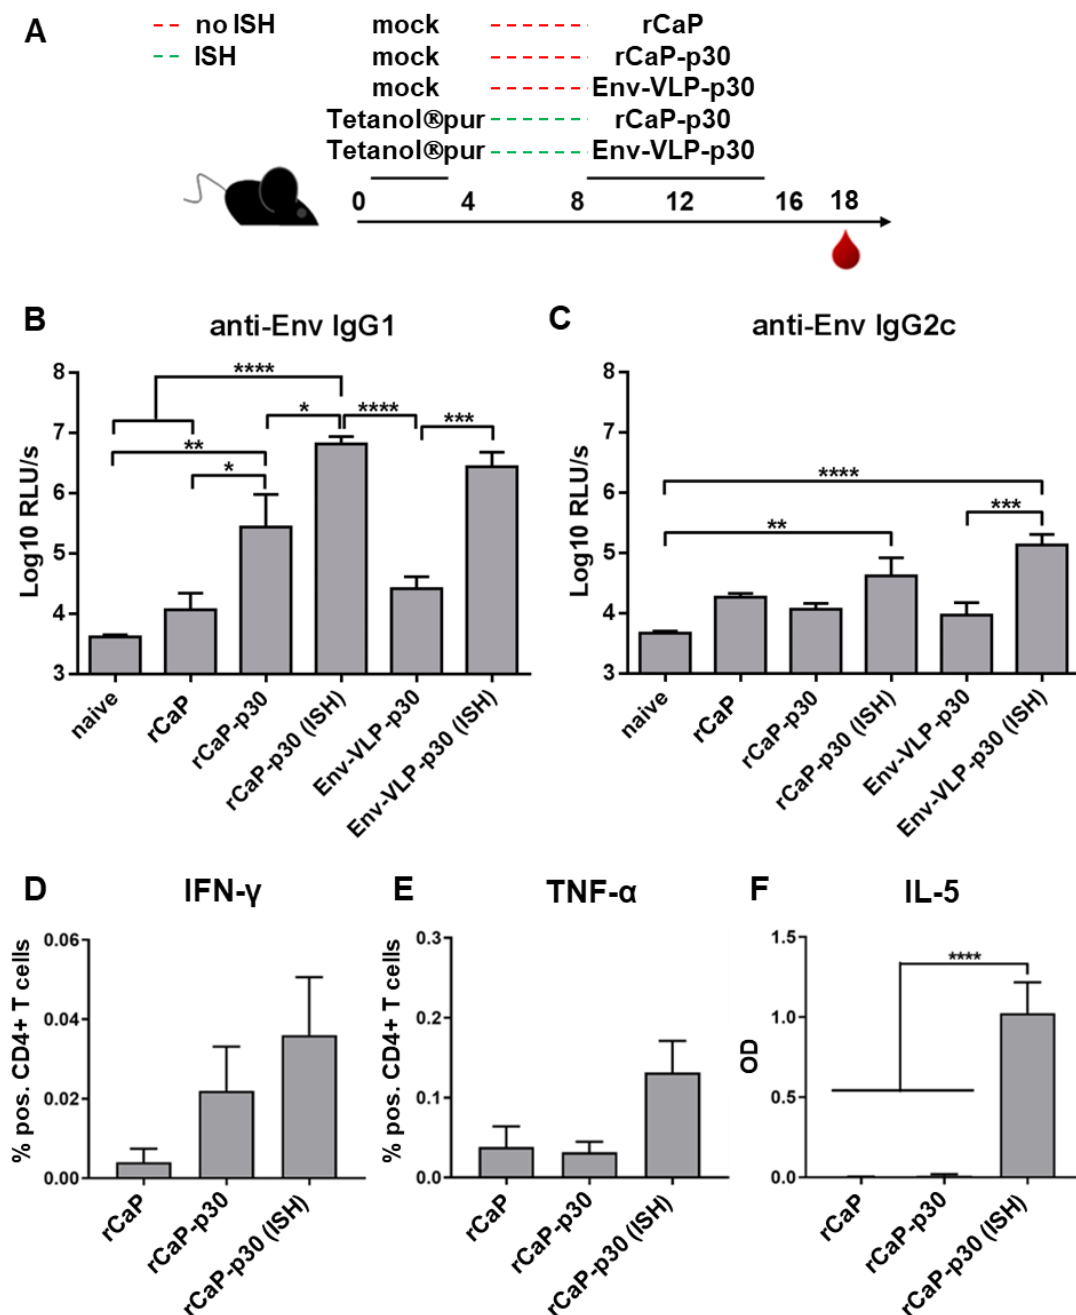 A
no ISH mock rCaP
ISH mock rCaP-p30
mock Env-VLP-p30
Tetanol®pur rCaP-p30
Tetanol®pur Env-VLP-p30
0 4 8 12 16 18
B
anti-Env IgG1
Log10 RLU/s
8
7
6
5
4
3
****
* **** ***
**
*
naive
rCaP
rCaP-p30
rCaP-p30 (ISH)
Env-VLP-p30
Env-VLP-p30 (ISH)
C
anti-Env IgG2c
Log10 RLU/s
8
7
6
5
4
3
****
***
**
naive
rCaP
rCaP-p30
rCaP-p30 (ISH)
Env-VLP-p30
Env-VLP-p30 (ISH)
D
IFN-γ
% pos. CD4+ T cells
0.06
0.04
0.02
0.00
rCaP
rCaP-p30
rCaP-p30 (ISH)
E
TNF-α
% pos. CD4+ T cells
0.3
0.2
0.1
0.0
rCaP
rCaP-p30
rCaP-p30 (ISH)
F
IL-5
OD
1.5
1.0
0.5
0.0
****
rCaP
rCaP-p30
rCaP-p30 (ISH)